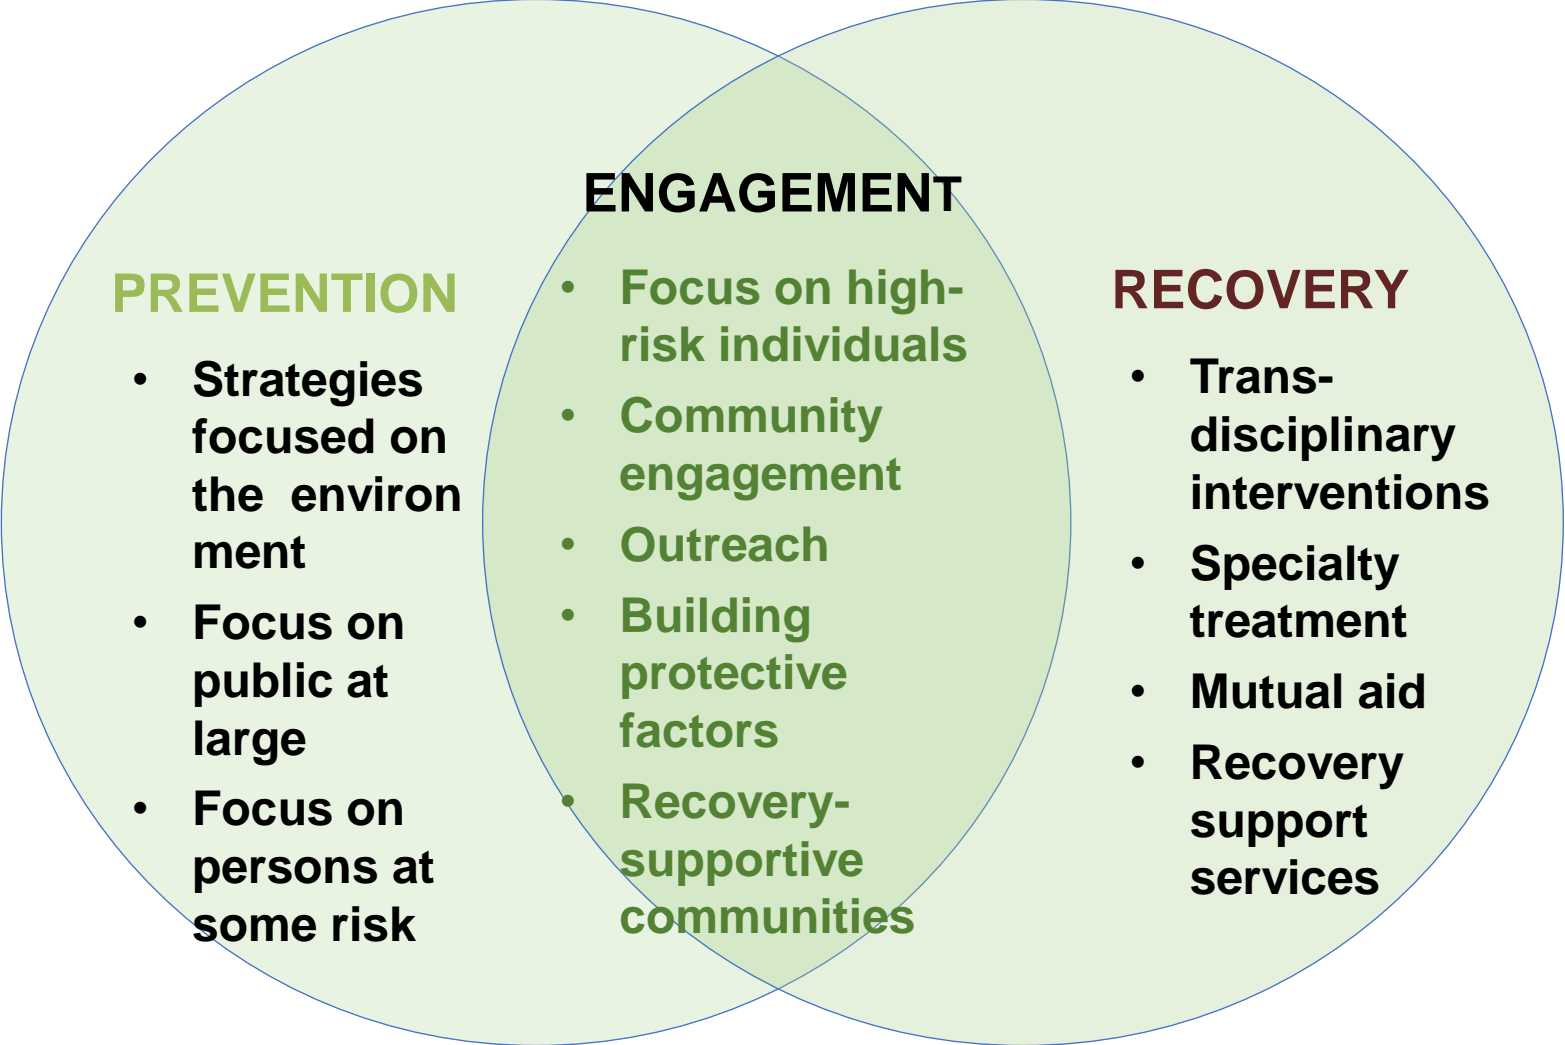 ENGAGEMENT
PREVENTION
• Strategies
focused on
the environ
ment
• Focus on
public at
large
• Focus on
persons at
some risk
• Focus on high-
risk individuals
• Community
engagement
• Outreach
• Building
protective
factors
• Recovery-
supportive
communities
RECOVERY
• Trans-
disciplinary
interventions
• Specialty
treatment
• Mutual aid
• Recovery
support
services